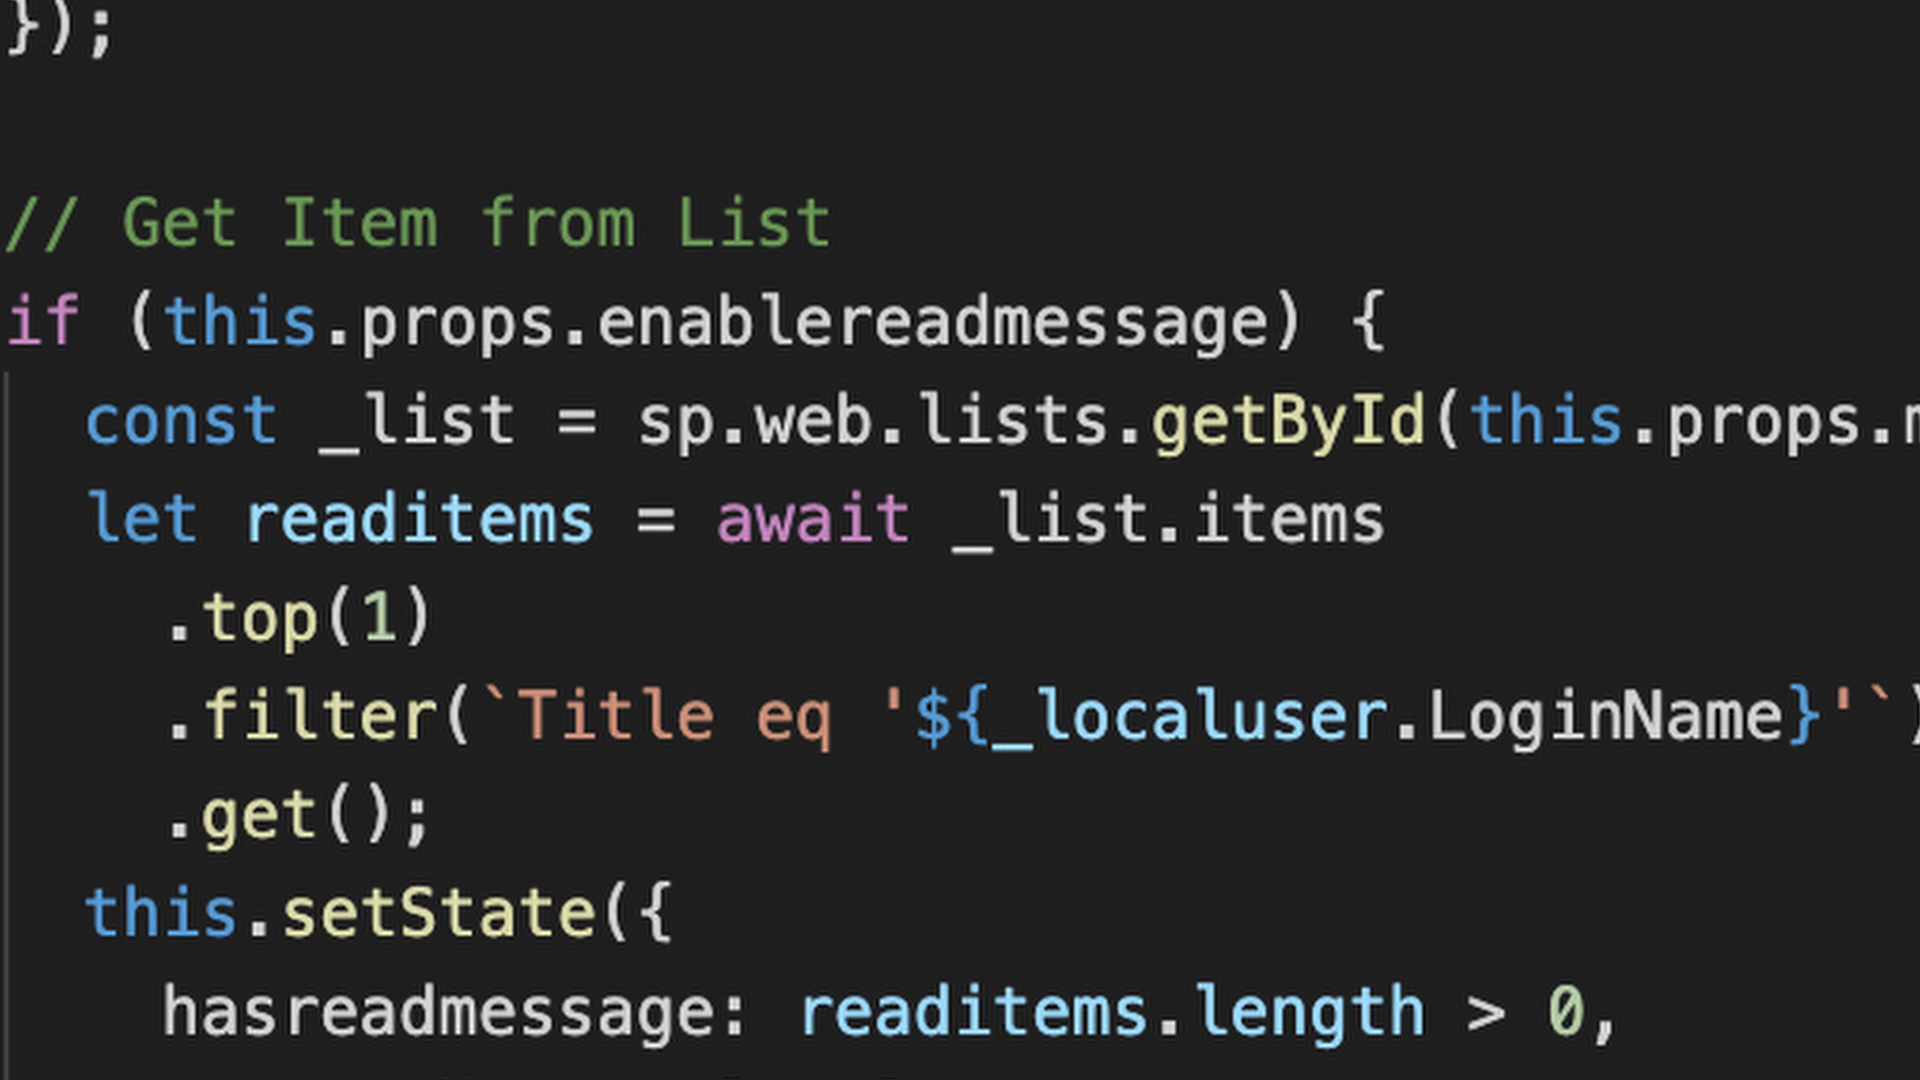 });
// Get Item from List
if (this.props.enablereadmessage) {
const _list = sp.web.lists.getById(this.props.
let readitems = await _list.items
.top(1)
.filter(`Title eq '${_localuser.LoginName}'`)
.get();
this.setState({
hasreadmessage: readitems.length > 0,